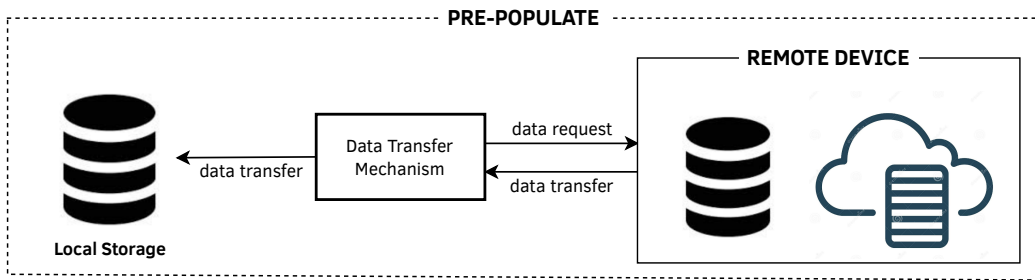 PRE-POPULATE
REMOTE DEVICE
data request
Data Transfer
Mechanism
data transfer
data transfer
Local Storage